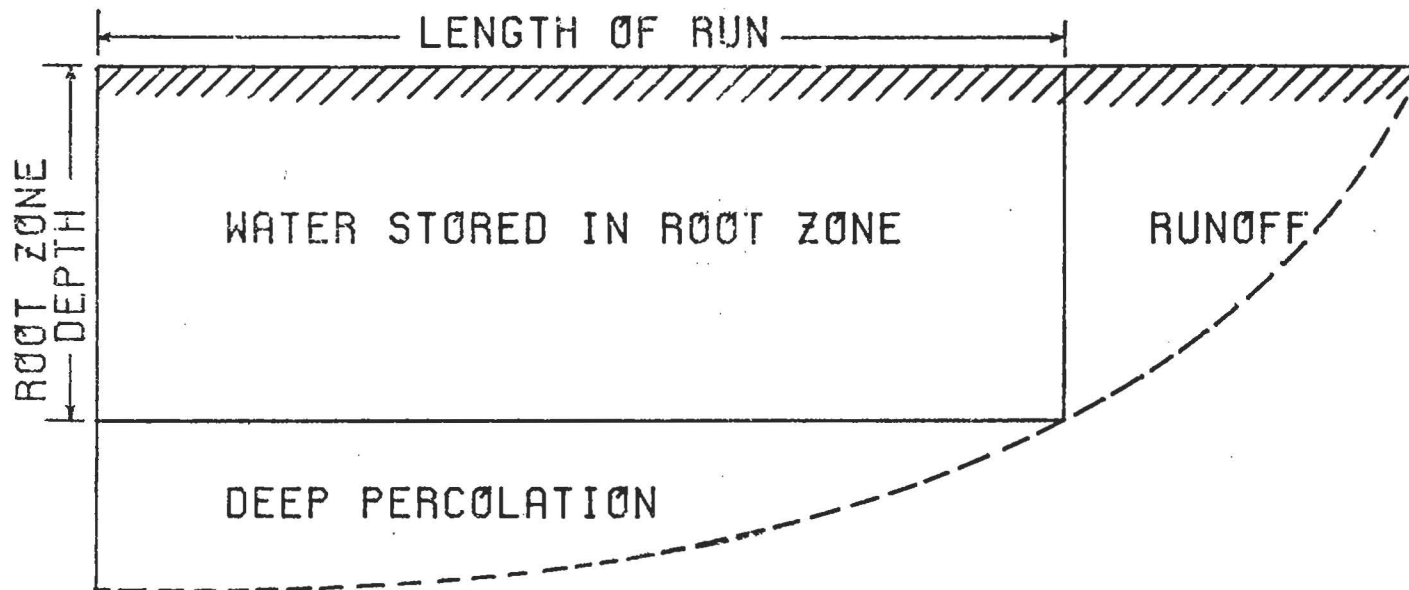 LENGTH OF RUN
ROOT ZONE
DEPTH
WATER STORED IN ROOT ZONE
RUNOFF
DEEP PERCOLATION